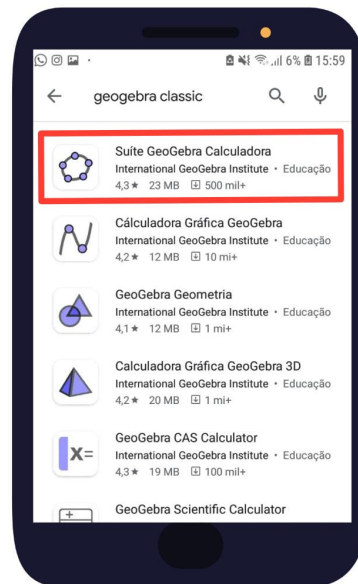 6% 15:59
geogebra classic
Suíte GeoGebra Calculadora
International GeoGebra Institute • Educação
4,3★ 23 MB 500 mil+
Cálculadora Gráfica GeoGebra
International GeoGebra Institute • Educação
4,2★ 12 MB 10 mi+
GeoGebra Geometria
International GeoGebra Institute • Educação
4,1★ 12 MB 1 mi+
Calculadora Gráfica GeoGebra 3D
International GeoGebra Institute • Educação
4,2★ 20 MB 1 mi+
X=
GeoGebra CAS Calculator
International GeoGebra Institute • Educação
4,3★ 19 MB 100 mil+
GeoGebra Scientific Calculator